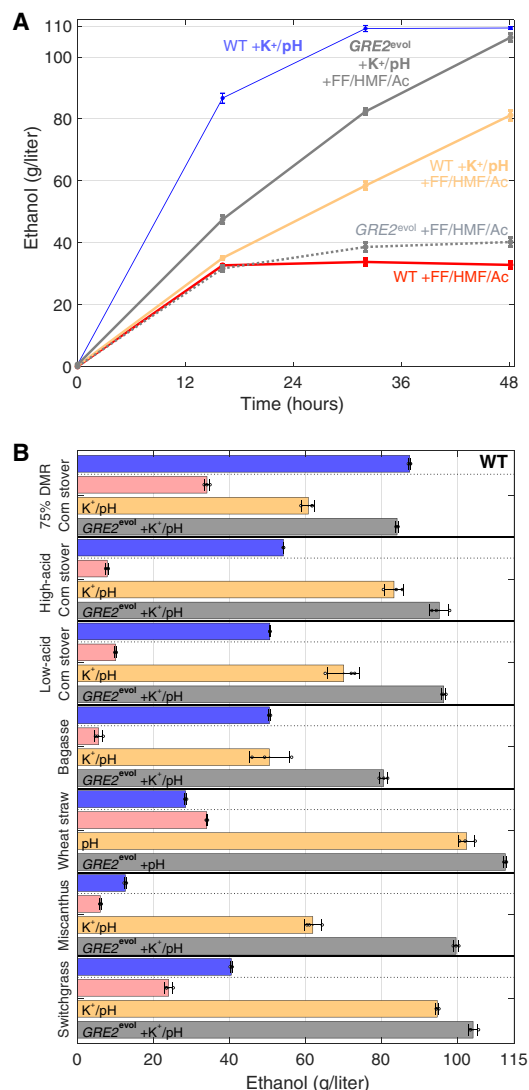 A
Ethanol (g/liter)
110
100
80
60
40
20
0
WT +K+/pH
GRE2evol
+K+/pH
+FF/HMF/Ac
WT +K+/pH
+FF/HMF/Ac
GRE2evol +FF/HMF/Ac
WT +FF/HMF/Ac
0 12 24 36 48
Time (hours)
B
WT
75% DMR
Corn stover
K+/pH
GRE2evol +K+/pH
High-acid
Corn stover
K+/pH
GRE2evol +K+/pH
Low-acid
Corn stover
K+/pH
GRE2evol +K+/pH
Bagasse
K+/pH
GRE2evol +K+/pH
Wheat straw
pH
GRE2evol +pH
Miscanthus
K+/pH
GRE2evol +K+/pH
Switchgrass
K+/pH
GRE2evol +K+/pH
0 20 40 60 80 100 115
Ethanol (g/liter)